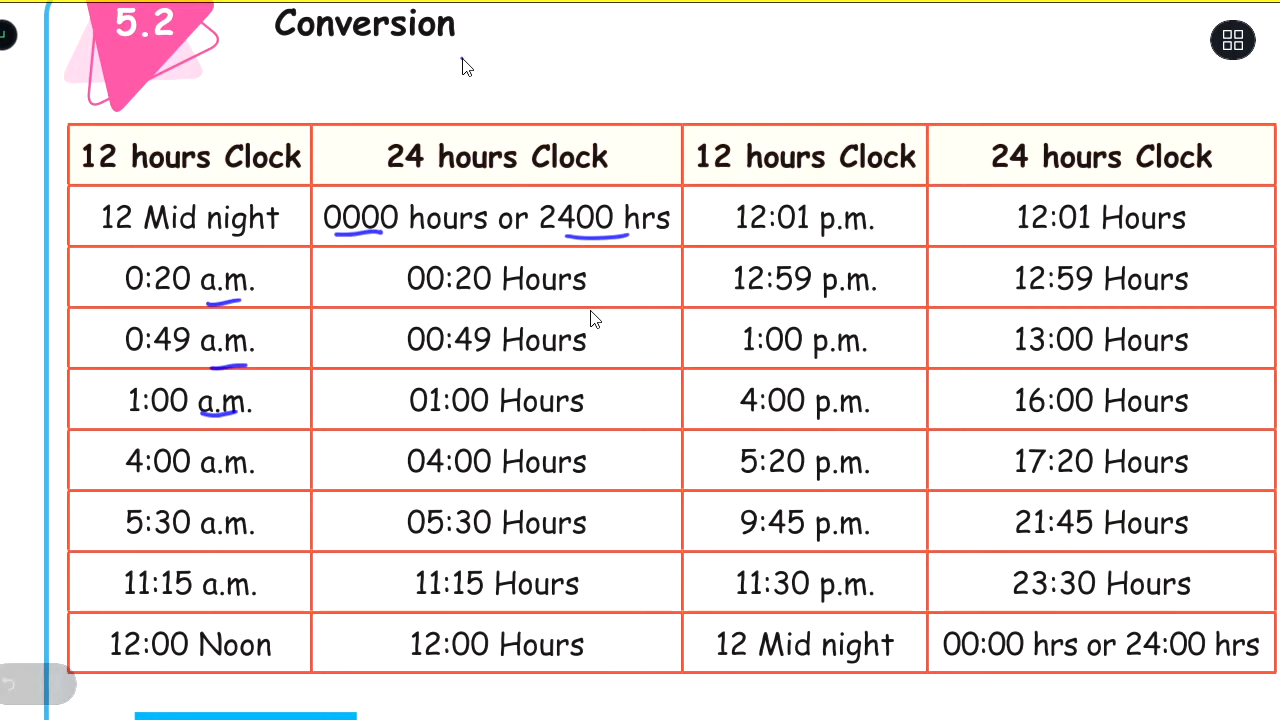 5.2 Conversion
12 hours Clock 24 hours Clock 12 hours Clock 24 hours Clock
12 Mid night 0000 hours or 2400 hrs 12:01 p.m. 12:01 Hours
0:20 a.m. 00:20 Hours 12:59 p.m. 12:59 Hours
0:49 a.m. 00:49 Hours 1:00 p.m. 13:00 Hours
1:00 a.m. 01:00 Hours 4:00 p.m. 16:00 Hours
4:00 a.m. 04:00 Hours 5:20 p.m. 17:20 Hours
5:30 a.m. 05:30 Hours 9:45 p.m. 21:45 Hours
11:15 a.m. 11:15 Hours 11:30 p.m. 23:30 Hours
12:00 Noon 12:00 Hours 12 Mid night 00:00 hrs or 24:00 hrs